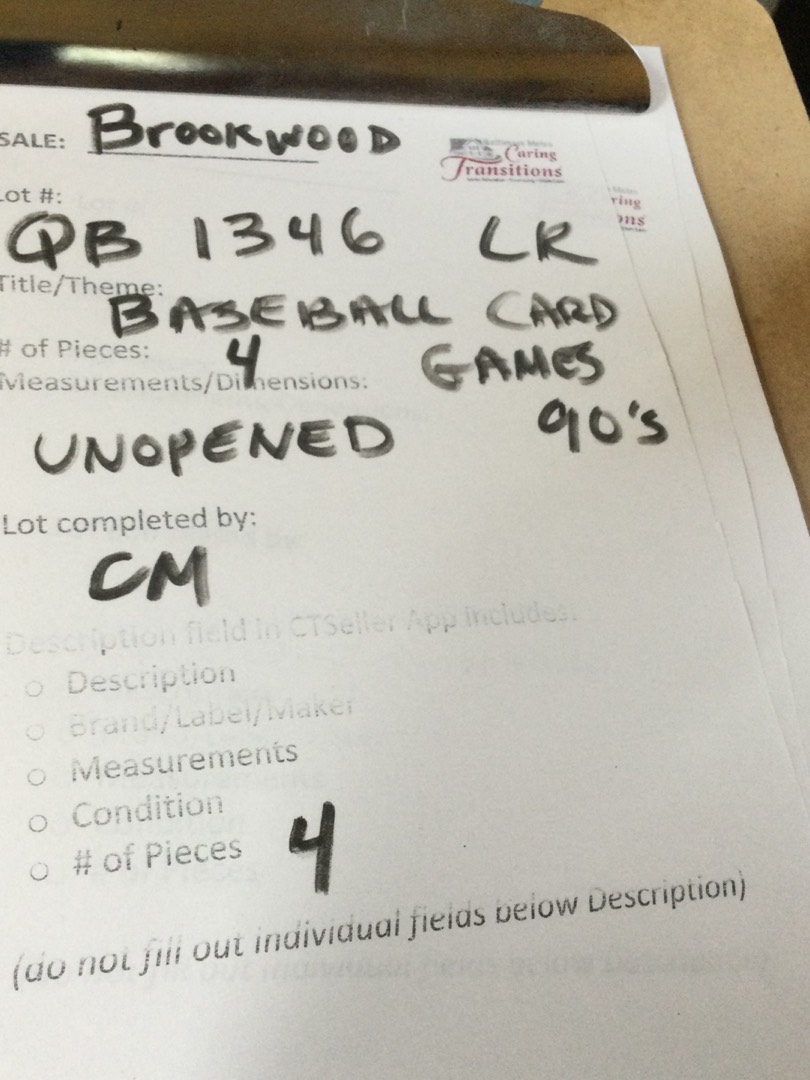 SALE: BROOKWOOD
Caring
Transitions
Lot #:
QB 1346 LR
Title/Theme:
BASEBALL CARD
# of Pieces: 4 GAMES
Measurements/Dimensions:
UNOPENED 90's
Lot completed by:
CM
Description field in CTSeller App includes:
○ Description
○ Brand/Label/Maker
○ Measurements
○ Condition
○ # of Pieces 4
(do not fill out individual fields below Description)
ring
ons